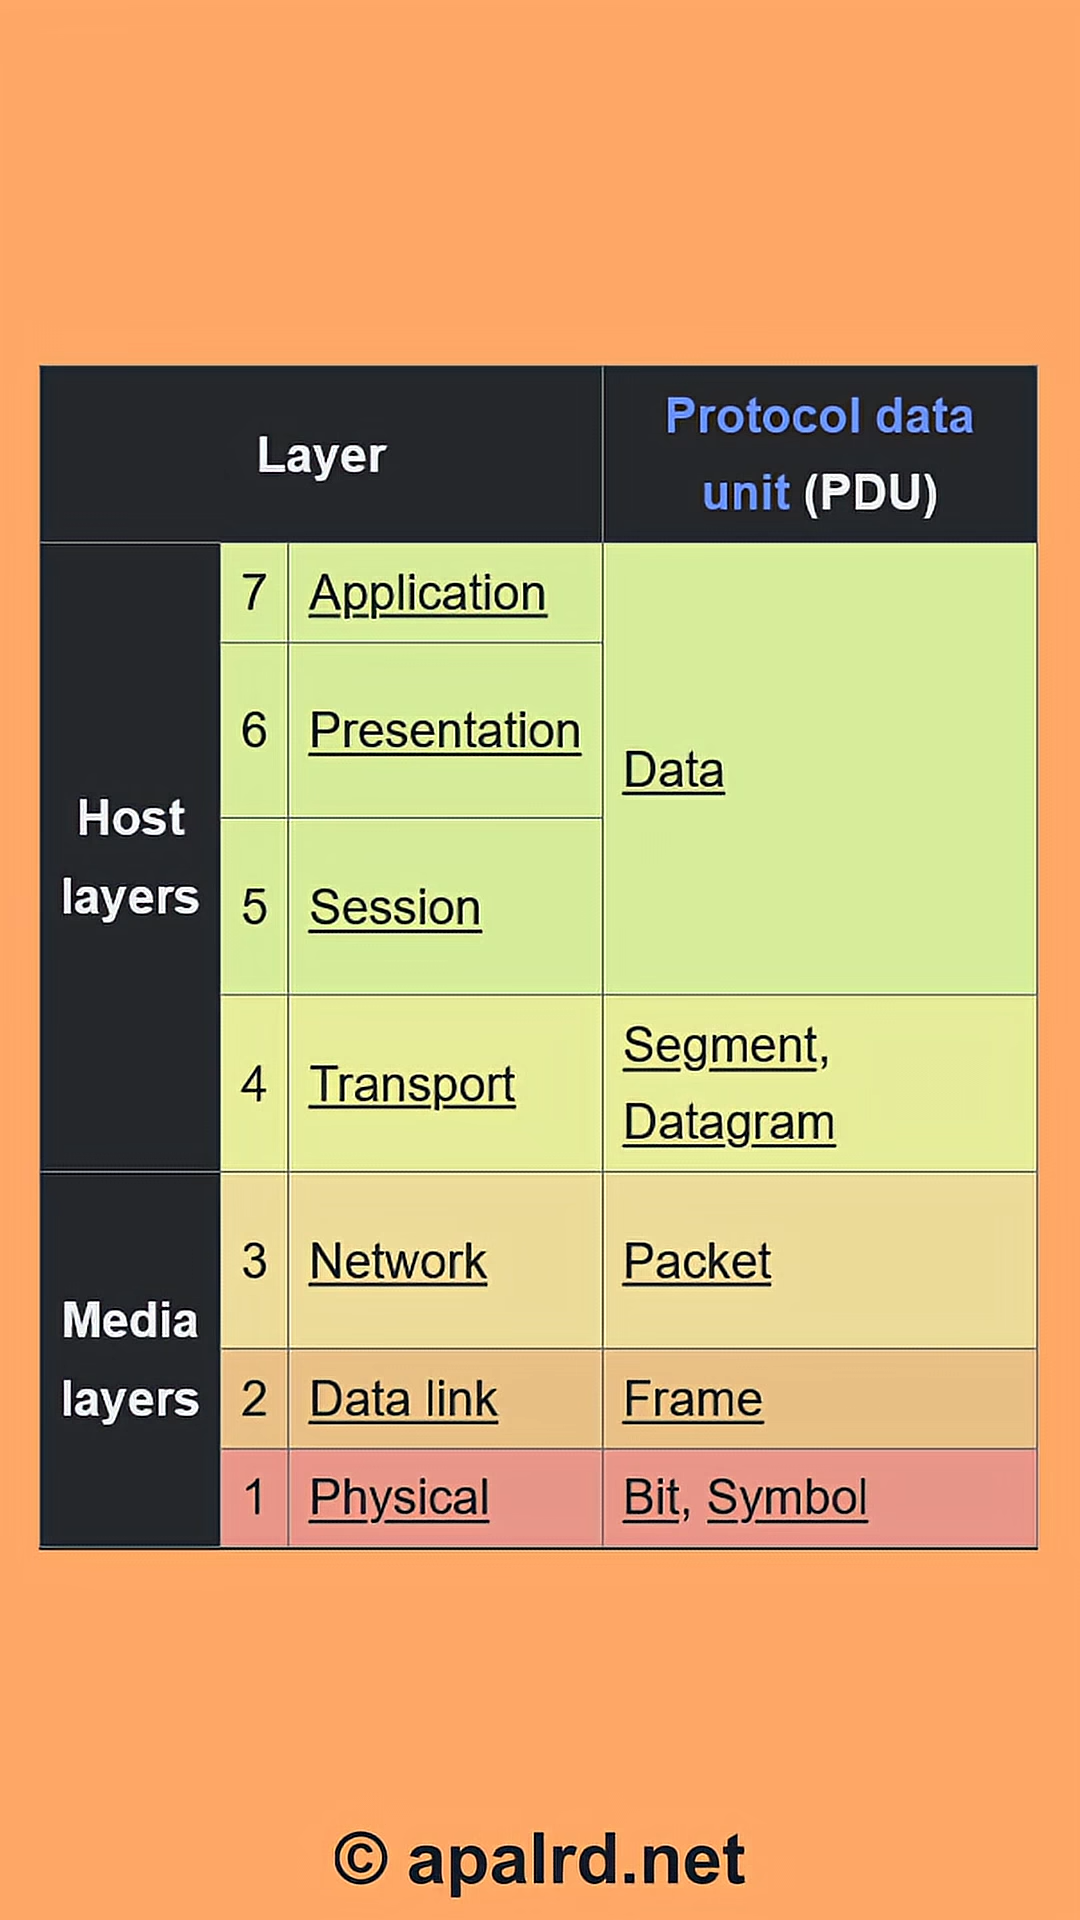 Layer
Protocol data
unit (PDU)
Host
layers
7 Application
6 Presentation
5 Session
Data
4 Transport
Segment,
Datagram
Media
layers
3 Network Packet
2 Data link Frame
1 Physical Bit, Symbol
© apalrd.net